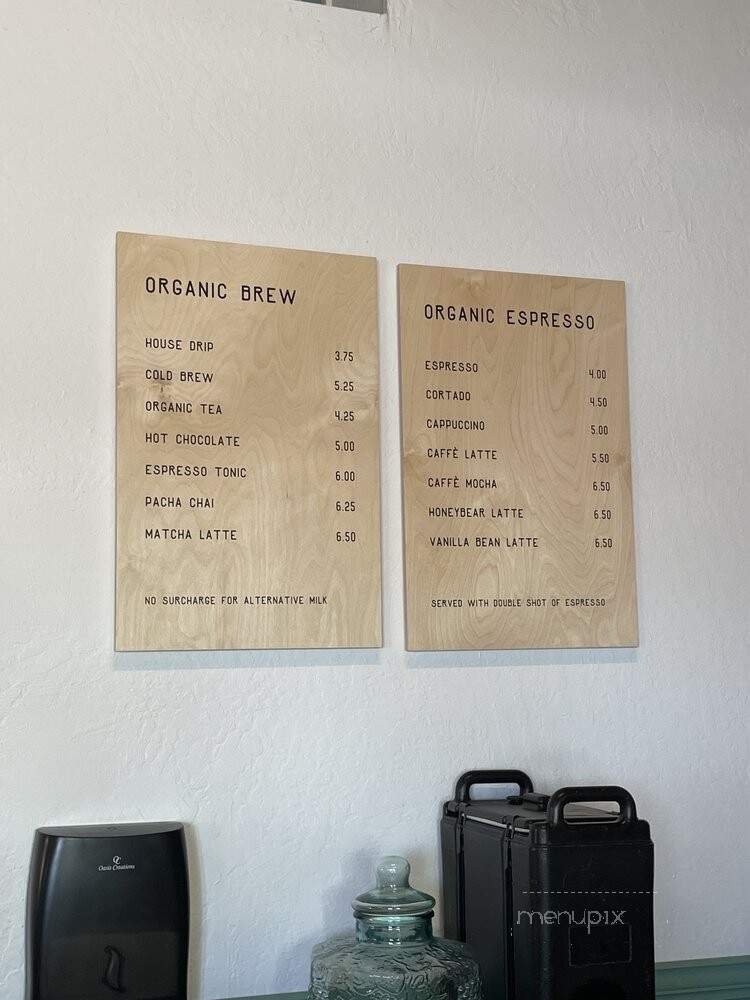 ORGANIC BREW
HOUSE DRIP 3.75
COLD BREW 5.25
ORGANIC TEA 4.25
HOT CHOCOLATE 5.00
ESPRESSO TONIC 6.00
PACHA CHAI 6.25
MATCHA LATTE 6.50
NO SURCHARGE FOR ALTERNATIVE MILK
ORGANIC ESPRESSO
ESPRESSO 4.00
CORTADO 4.50
CAPPUCCINO 5.00
CAFFÈ LATTE 5.50
CAFFÈ MOCHA 6.50
HONEYBEAR LATTE 6.50
VANILLA BEAN LATTE 6.50
SERVED WITH DOUBLE SHOT OF ESPRESSO
Oasis Creations
menupix